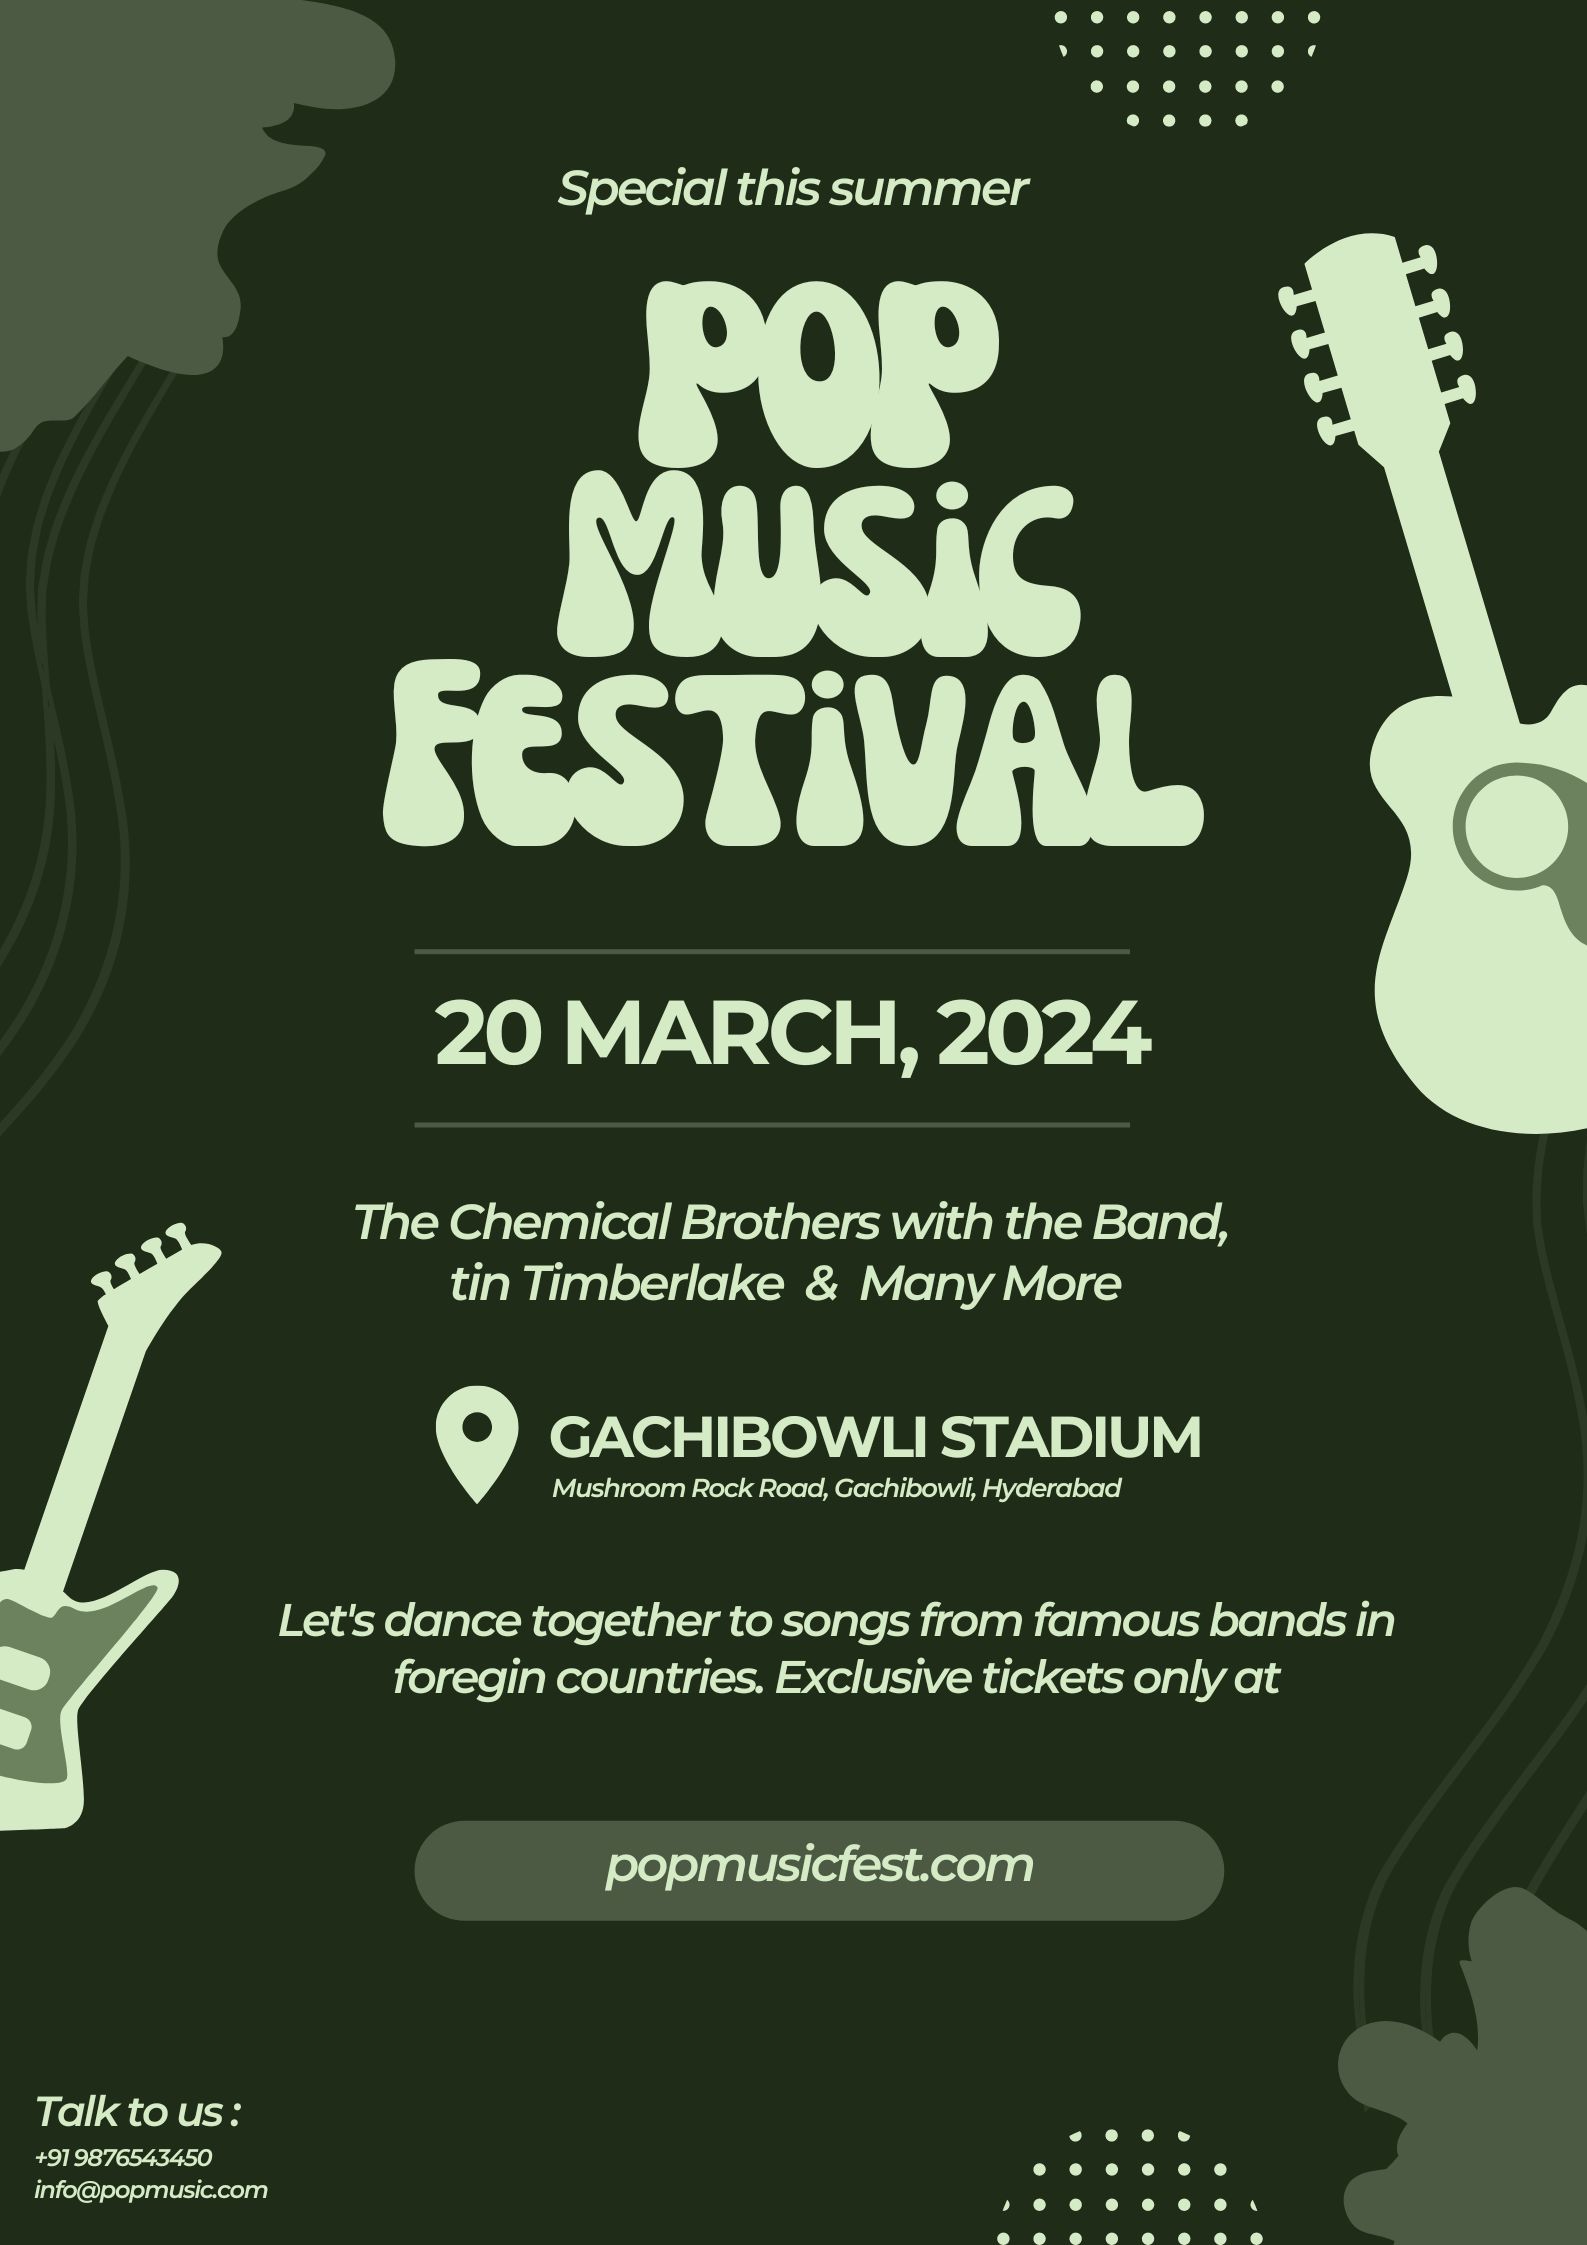 Special this summer
POP
MUSiC
FESTiVAL
20 MARCH, 2024
The Chemical Brothers with the Band,
tin Timberlake & Many More
GACHIBOWLI STADIUM
Mushroom Rock Road, Gachibowli, Hyderabad
Let's dance together to songs from famous bands in
foregin countries. Exclusive tickets only at
popmusicfest.com
Talk to us :
+91 9876543450
info@popmusic.com